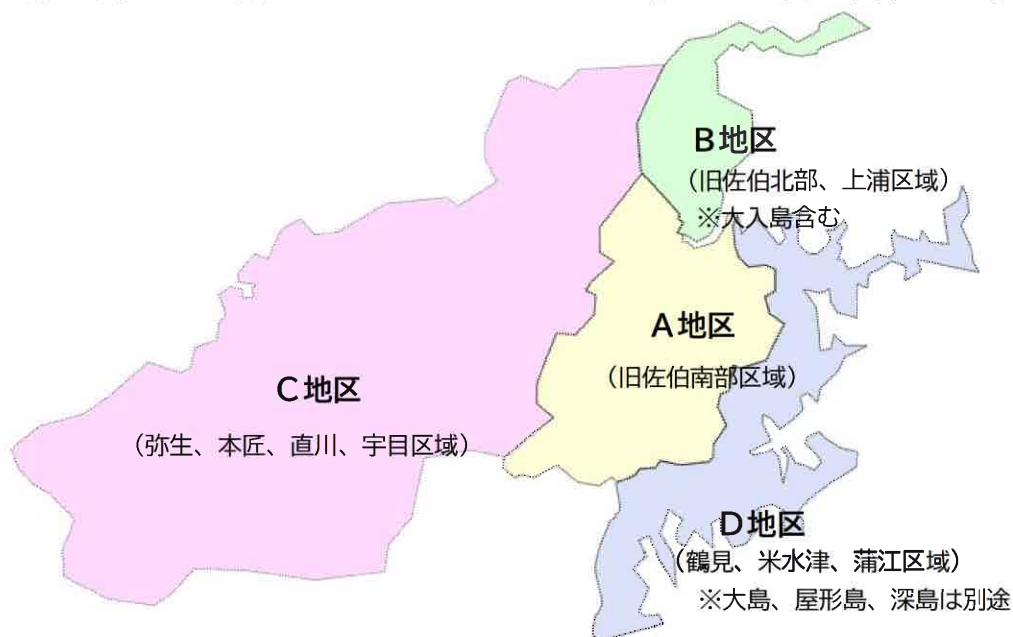 B地区
（旧佐伯北部、上浦区域）
※大入島含む
A地区
（旧佐伯南部区域）
C地区
（弥生、本匠、直川、宇目区域）
D地区
（鶴見、米水津、蒲江区域）
※大島、屋形島、深島は別途